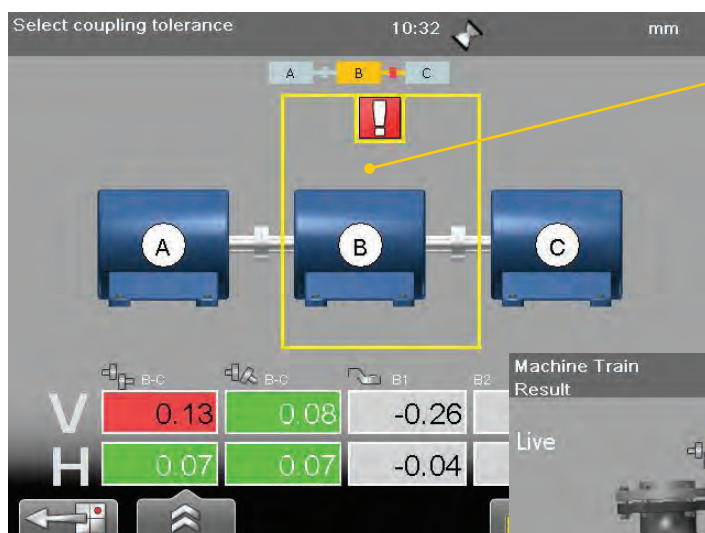 Select coupling tolerance 10:32 mm
A B C
!
A B C
B-C B-C B1 B2
V 0.13 0.08 -0.26
H 0.07 0.07 -0.04
Machine Train
Result
Live